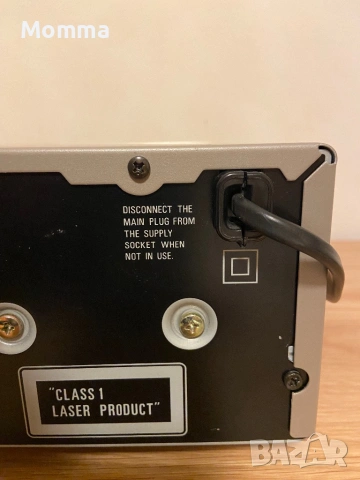 Momma
DISCONNECT THE
MAIN PLUG FROM
THE SUPPLY
SOCKET WHEN
NOT IN USE.
"CLASS 1
LASER PRODUCT"
BAZAR